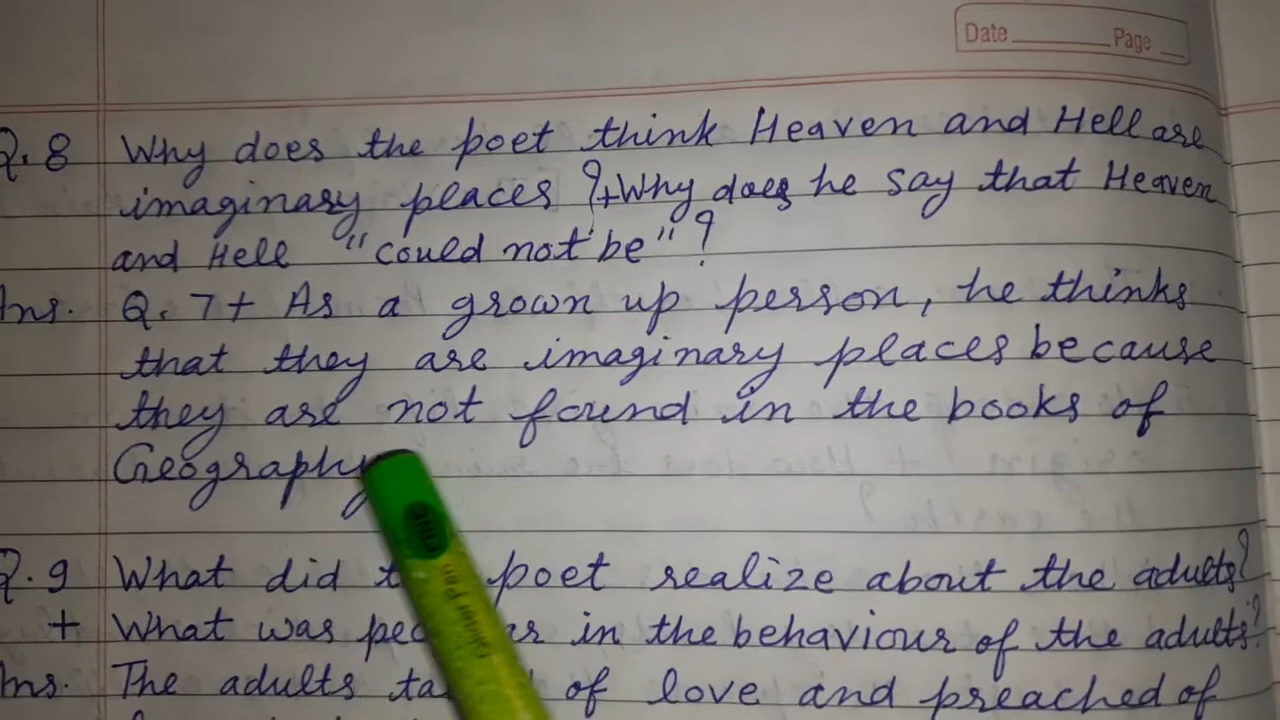 Date Page
Q.8 Why does the poet think Heaven and Hell are
imaginary places ?+Why does he say that Heaven
and Hell "could not be"?
Ans. Q. 7+ As a grown up person, he thinks
that they are imaginary places because
they are not found in the books of
Geography
Q.9 What did poet realize about the adults?
+ What was in the behaviour of the adults?
Ans. The adults of love and preached of